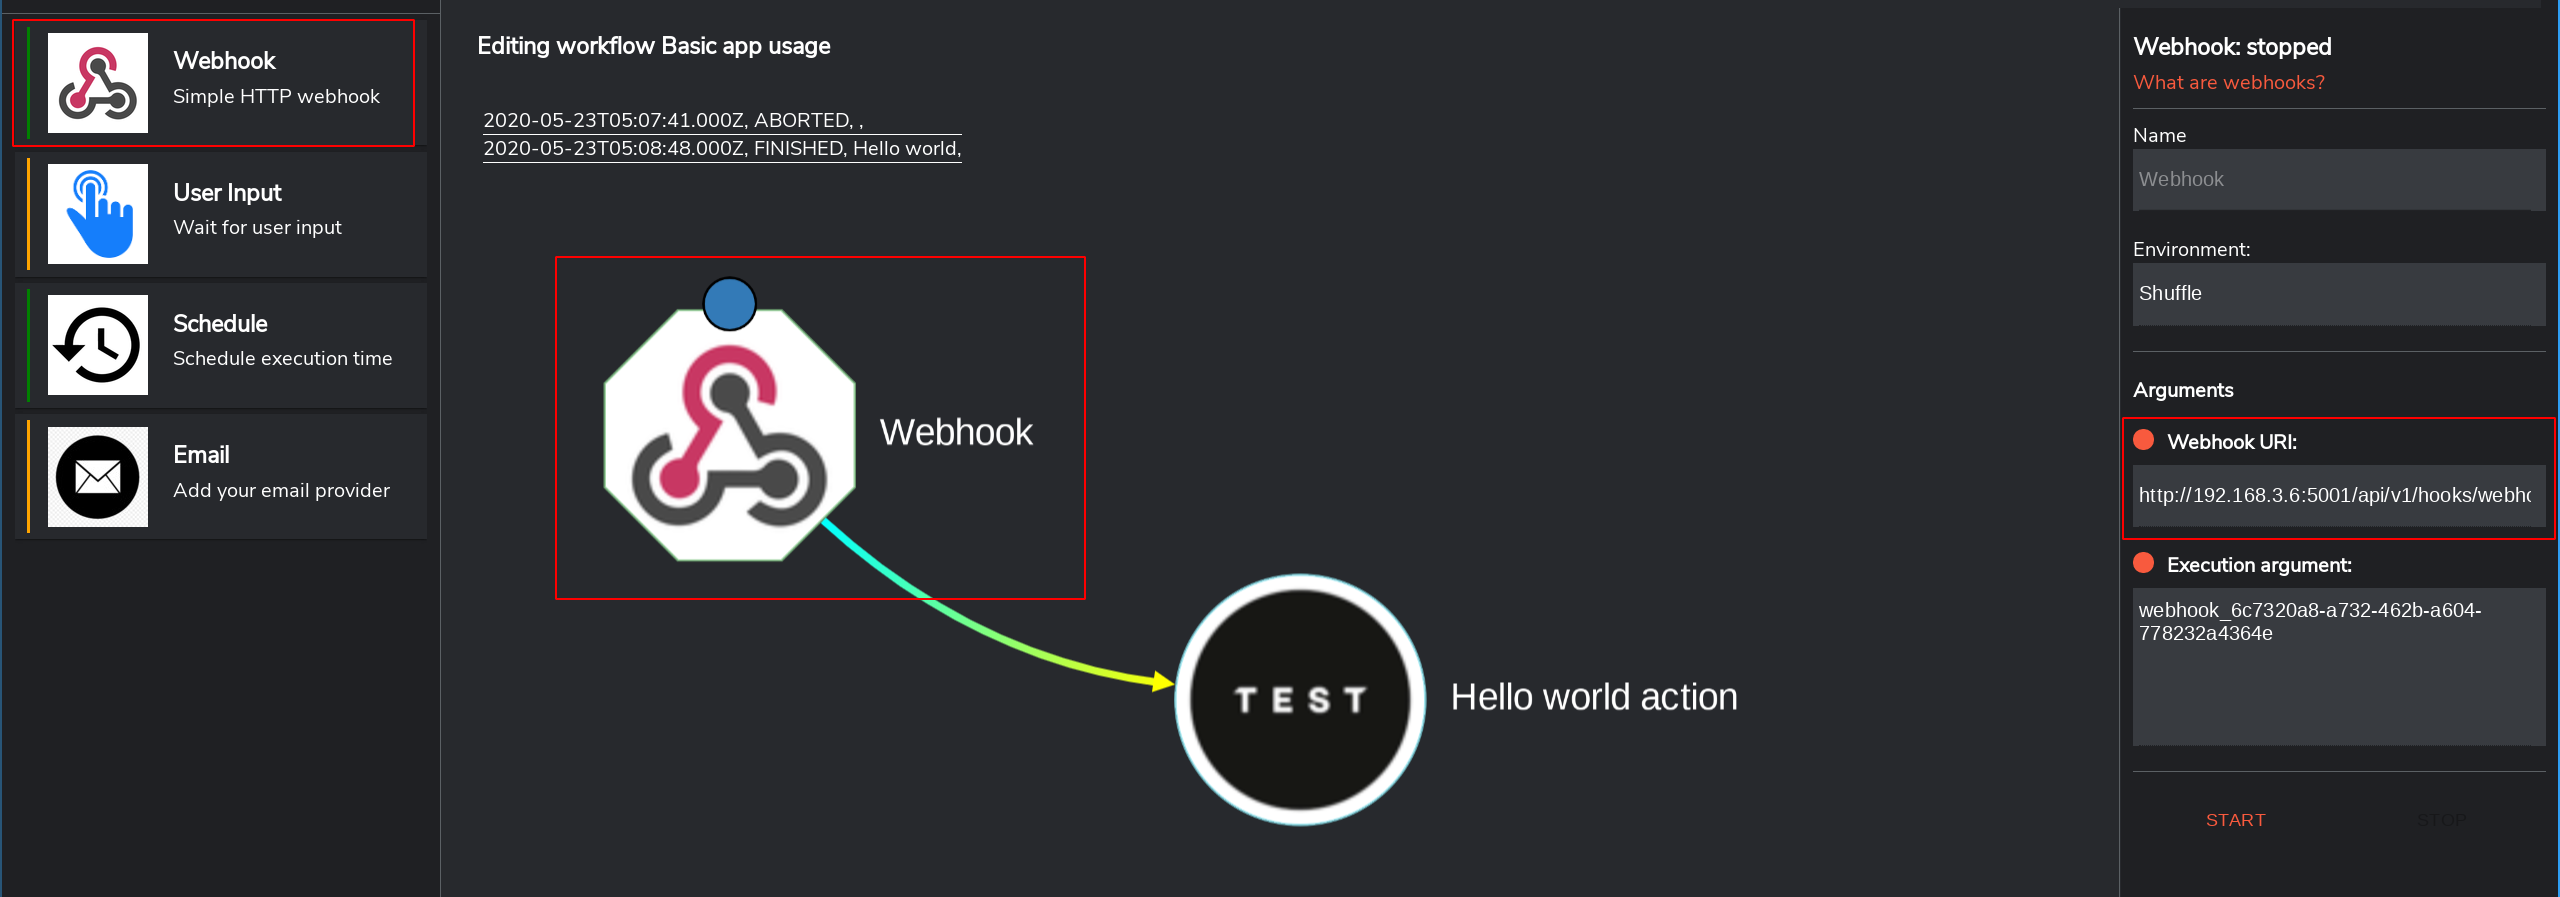 Webhook
Simple HTTP webhook
User Input
Wait for user input
Schedule
Schedule execution time
Email
Add your email provider
Editing workflow Basic app usage
2020-05-23T05:07:41.000Z, ABORTED, ,
2020-05-23T05:08:48.000Z, FINISHED, Hello world,
Webhook
TEST
Hello world action
Webhook: stopped
What are webhooks?
Name
Webhook
Environment:
Shuffle
Arguments
Webhook URI:
http://192.168.3.6:5001/api/v1/hooks/webho
Execution argument:
webhook_6c7320a8-a732-462b-a604-
778232a4364e
START
STOP